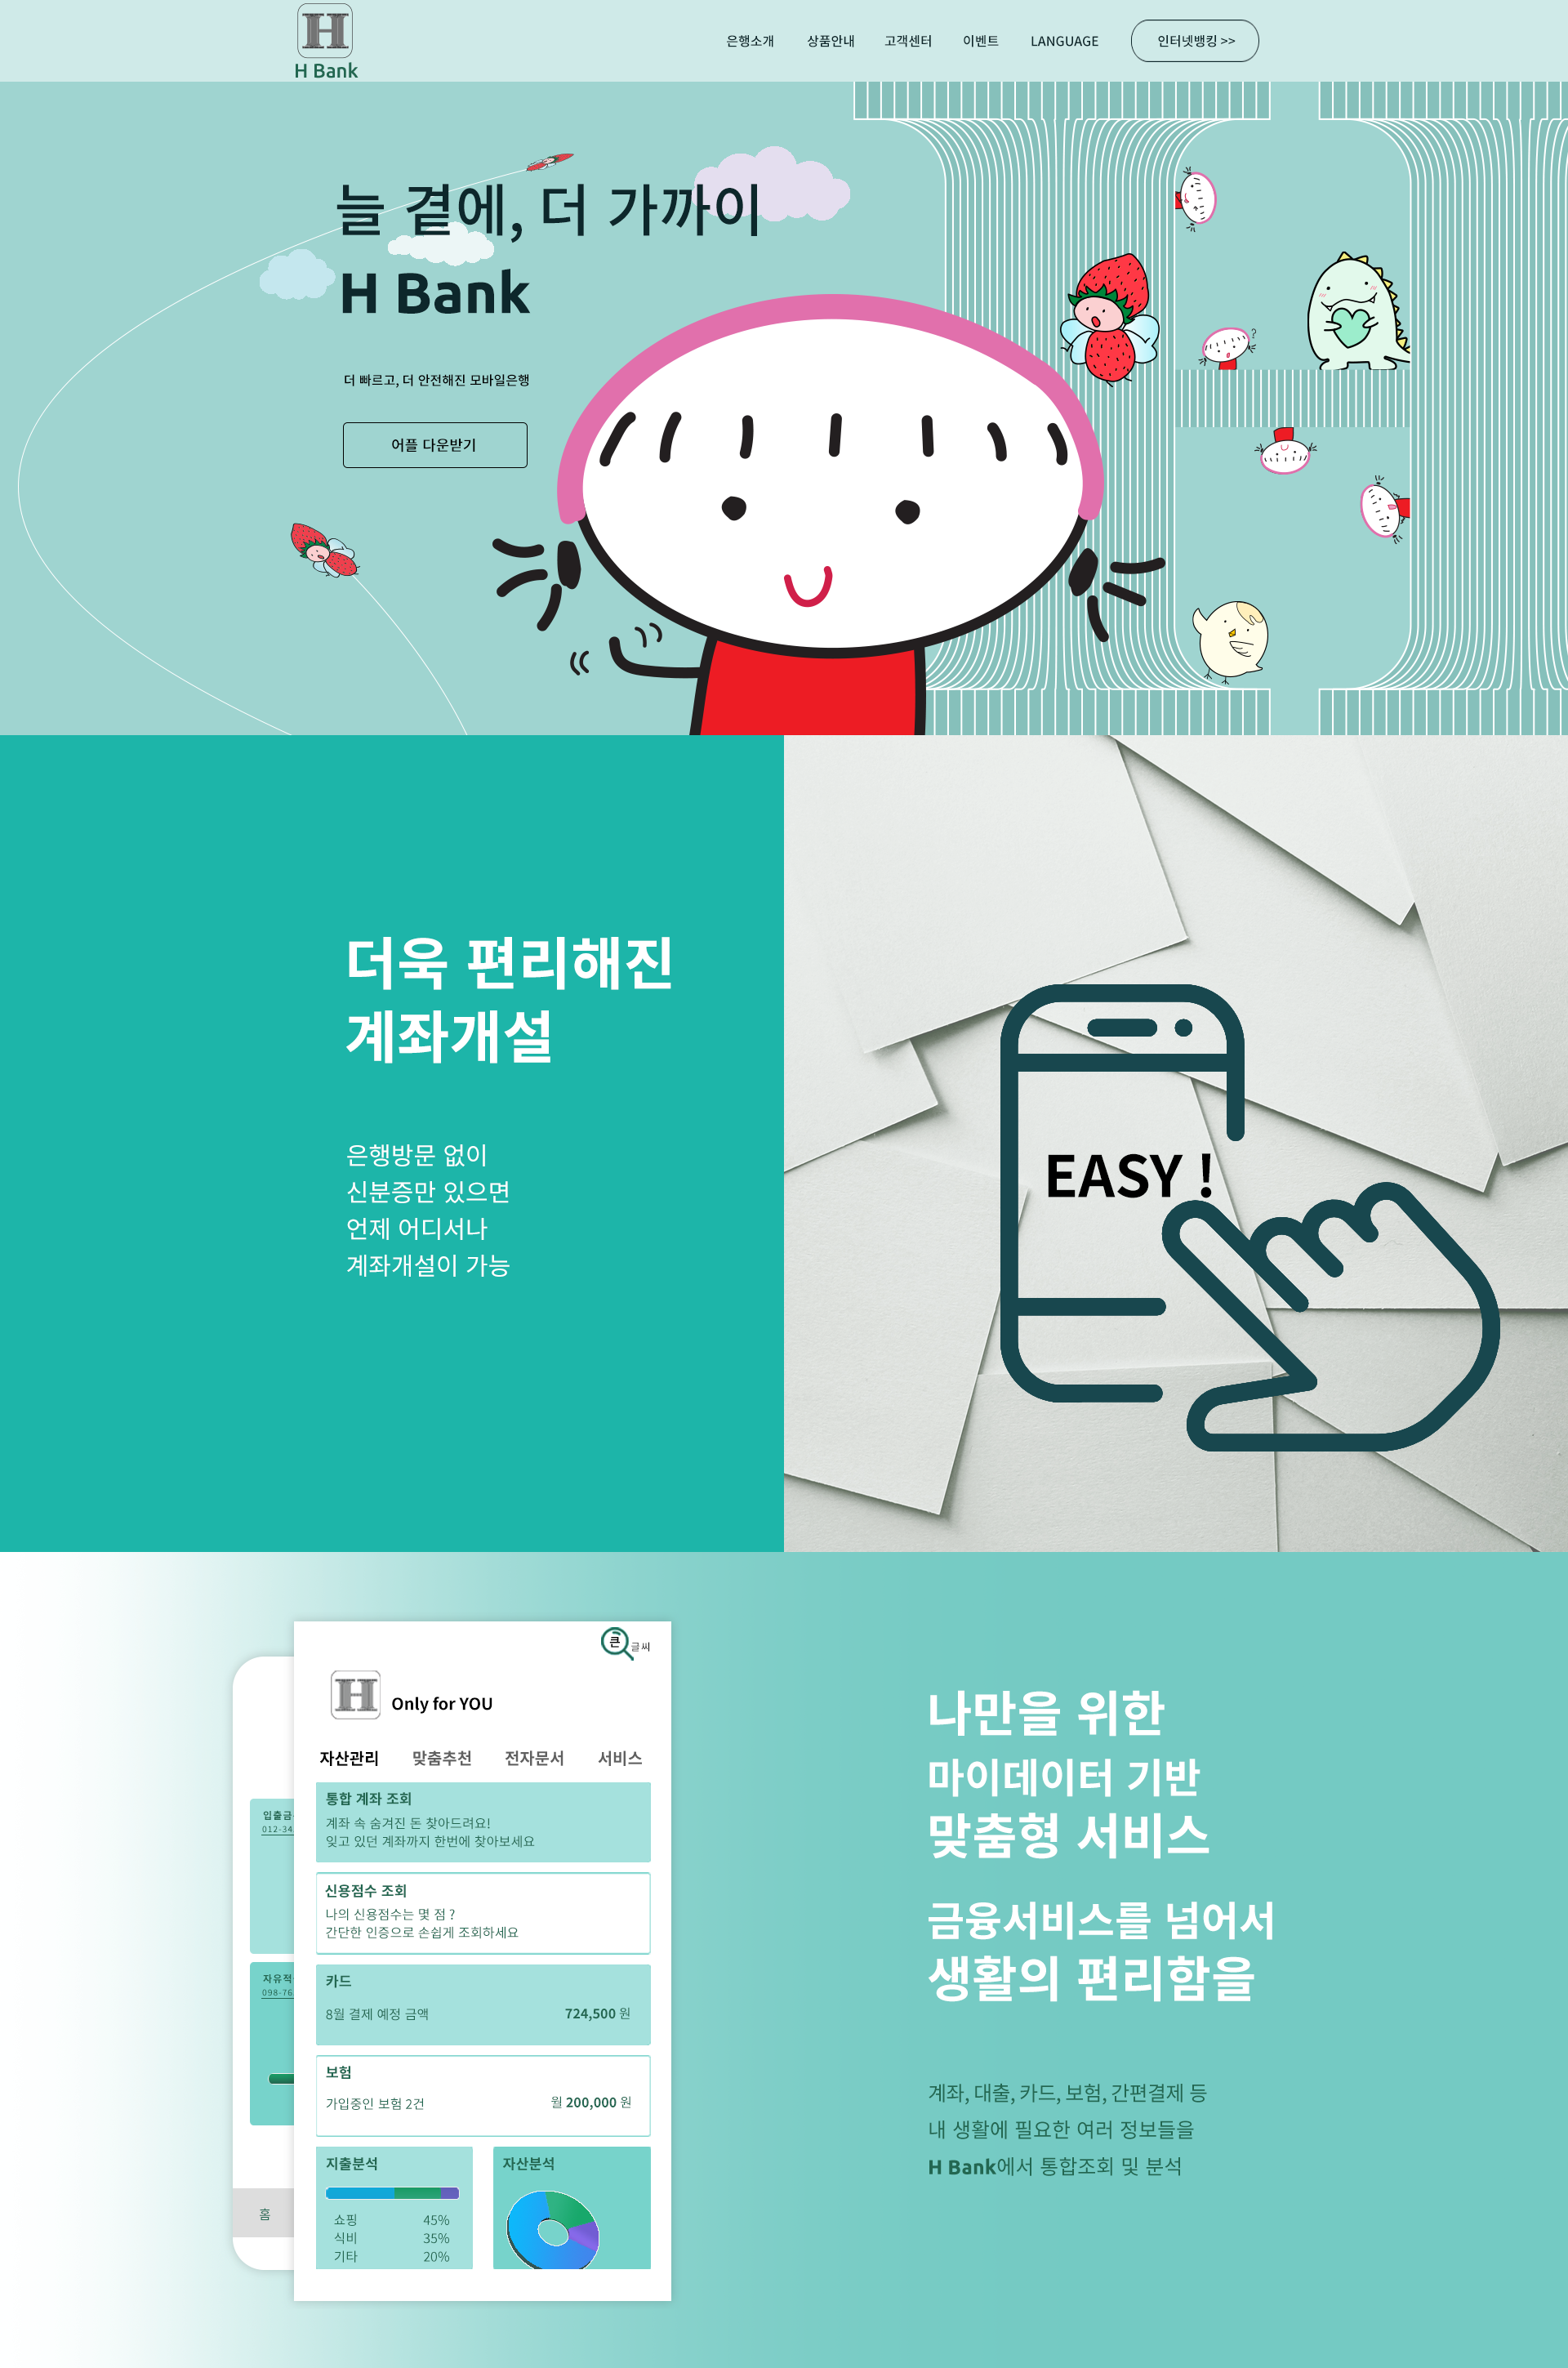 H
H Bank
은행소개
상품안내
고객센터
이벤트
LANGUAGE
인터넷뱅킹 >>
늘 곁에, 더 가까이
H Bank
더 빠르고, 더 안전해진 모바일은행
어플 다운받기
?
더욱 편리해진
계좌개설
은행방문 없이
신분증만 있으면
언제 어디서나
계좌개설이 가능
EASY !
입출금
012-34
자유적
098-76
홈
큰 글씨
H
Only for YOU
자산관리
맞춤추천
전자문서
서비스
통합 계좌 조회
계좌 속 숨겨진 돈 찾아드려요!
잊고 있던 계좌까지 한번에 찾아보세요
신용점수 조회
나의 신용점수는 몇 점 ?
간단한 인증으로 손쉽게 조회하세요
카드
8월 결제 예정 금액 724,500 원
보험
가입중인 보험 2건 월 200,000 원
지출분석
쇼핑 45%
식비 35%
기타 20%
자산분석
나만을 위한
마이데이터 기반
맞춤형 서비스
금융서비스를 넘어서
생활의 편리함을
계좌, 대출, 카드, 보험, 간편결제 등
내 생활에 필요한 여러 정보들을
H Bank에서 통합조회 및 분석